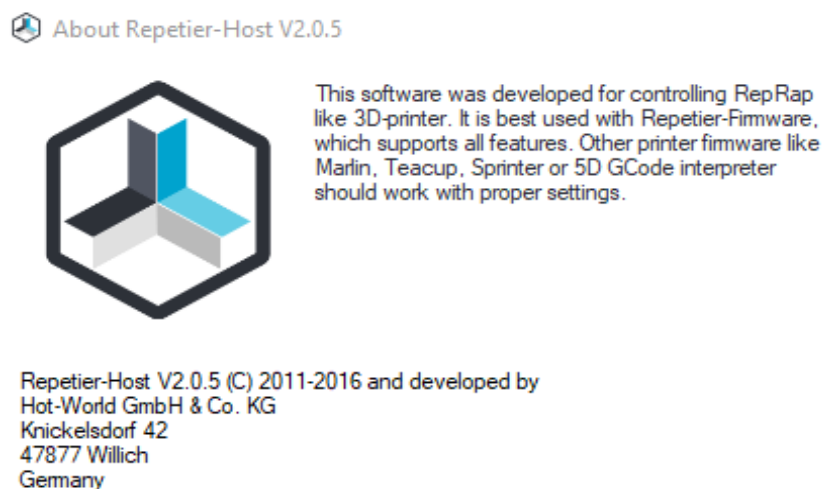 About Repetier-Host V2.0.5
This software was developed for controlling RepRap
like 3D-printer. It is best used with Repetier-Firmware,
which supports all features. Other printer firmware like
Marlin, Teacup, Sprinter or 5D GCode interpreter
should work with proper settings.
Repetier-Host V2.0.5 (C) 2011-2016 and developed by
Hot-World GmbH & Co. KG
Knickelsdorf 42
47877 Willich
Germany